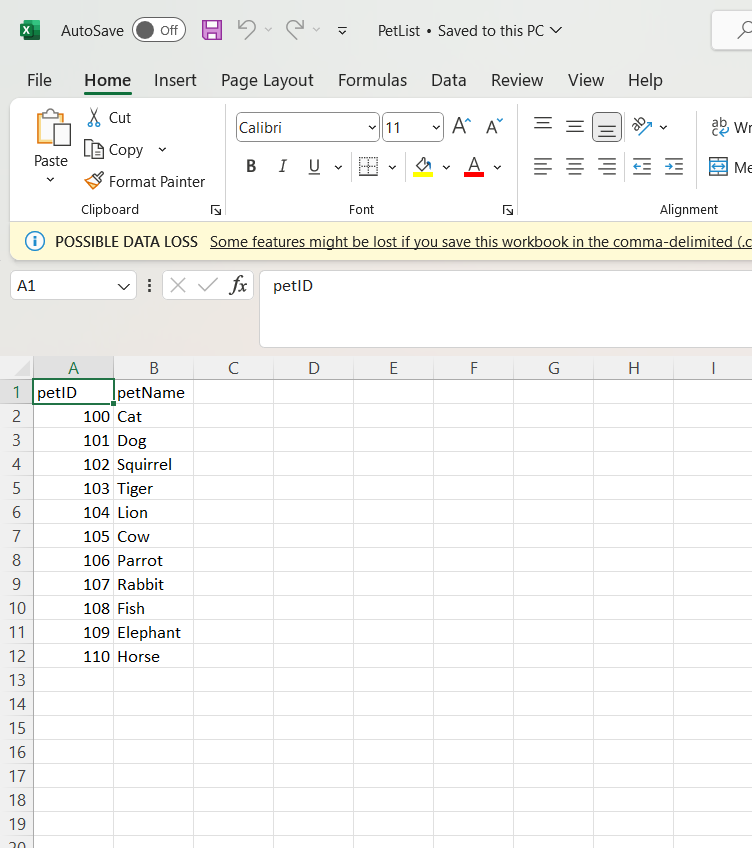 AutoSave Off PetList • Saved to this PC
File Home Insert Page Layout Formulas Data Review View Help
Cut
Calibri 11 A A ab Wr
Paste Copy
Format Painter B I U A Me
Clipboard Font Alignment
POSSIBLE DATA LOSS Some features might be lost if you save this workbook in the comma-delimited (.c
A1 fx petID
A B C D E F G H I
1 petID petName
2 100 Cat
3 101 Dog
4 102 Squirrel
5 103 Tiger
6 104 Lion
7 105 Cow
8 106 Parrot
9 107 Rabbit
10 108 Fish
11 109 Elephant
12 110 Horse
13
14
15
16
17
18
19
20